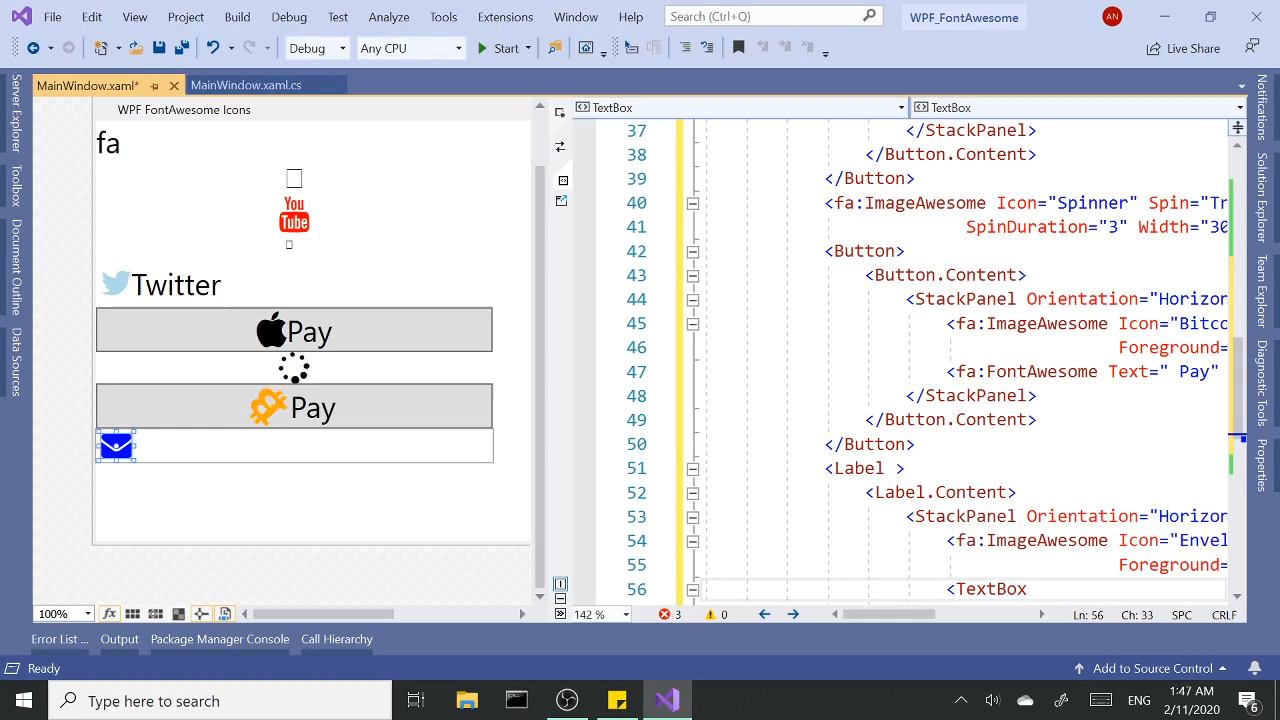 File Edit View Project Build Debug Test Analyze Tools Extensions Window Help Search (Ctrl+Q) WPF_FontAwesome AN
Debug Any CPU Start Live Share
MainWindow.xaml* MainWindow.xaml.cs
WPF FontAwesome Icons
TextBox TextBox
fa
You
Tube
Twitter
Pay
Pay
37 </StackPanel>
38 </Button.Content>
39 </Button>
40 <fa:ImageAwesome Icon="Spinner" Spin="Tr
41 SpinDuration="3" Width="30
42 <Button>
43 <Button.Content>
44 <StackPanel Orientation="Horizon
45 <fa:ImageAwesome Icon="Bitco
46 Foreground=
47 <fa:FontAwesome Text=" Pay"
48 </StackPanel>
49 </Button.Content>
50 </Button>
51 <Label >
52 <Label.Content>
53 <StackPanel Orientation="Horizon
54 <fa:ImageAwesome Icon="Envel
55 Foreground=
56 <TextBox
Server Explorer
Toolbox
Document Outline
Sources
Notifications
Solution Explorer
Team Explorer
Diagnostic Tools
Properties
100% fx 142 % 3 0 Ln: 56 Ch: 33 SPC CRLF
Error List ... Output Package Manager Console Call Hierarchy
Ready Add to Source Control
Type here to search ENG 1:47 AM 2/11/2020 6